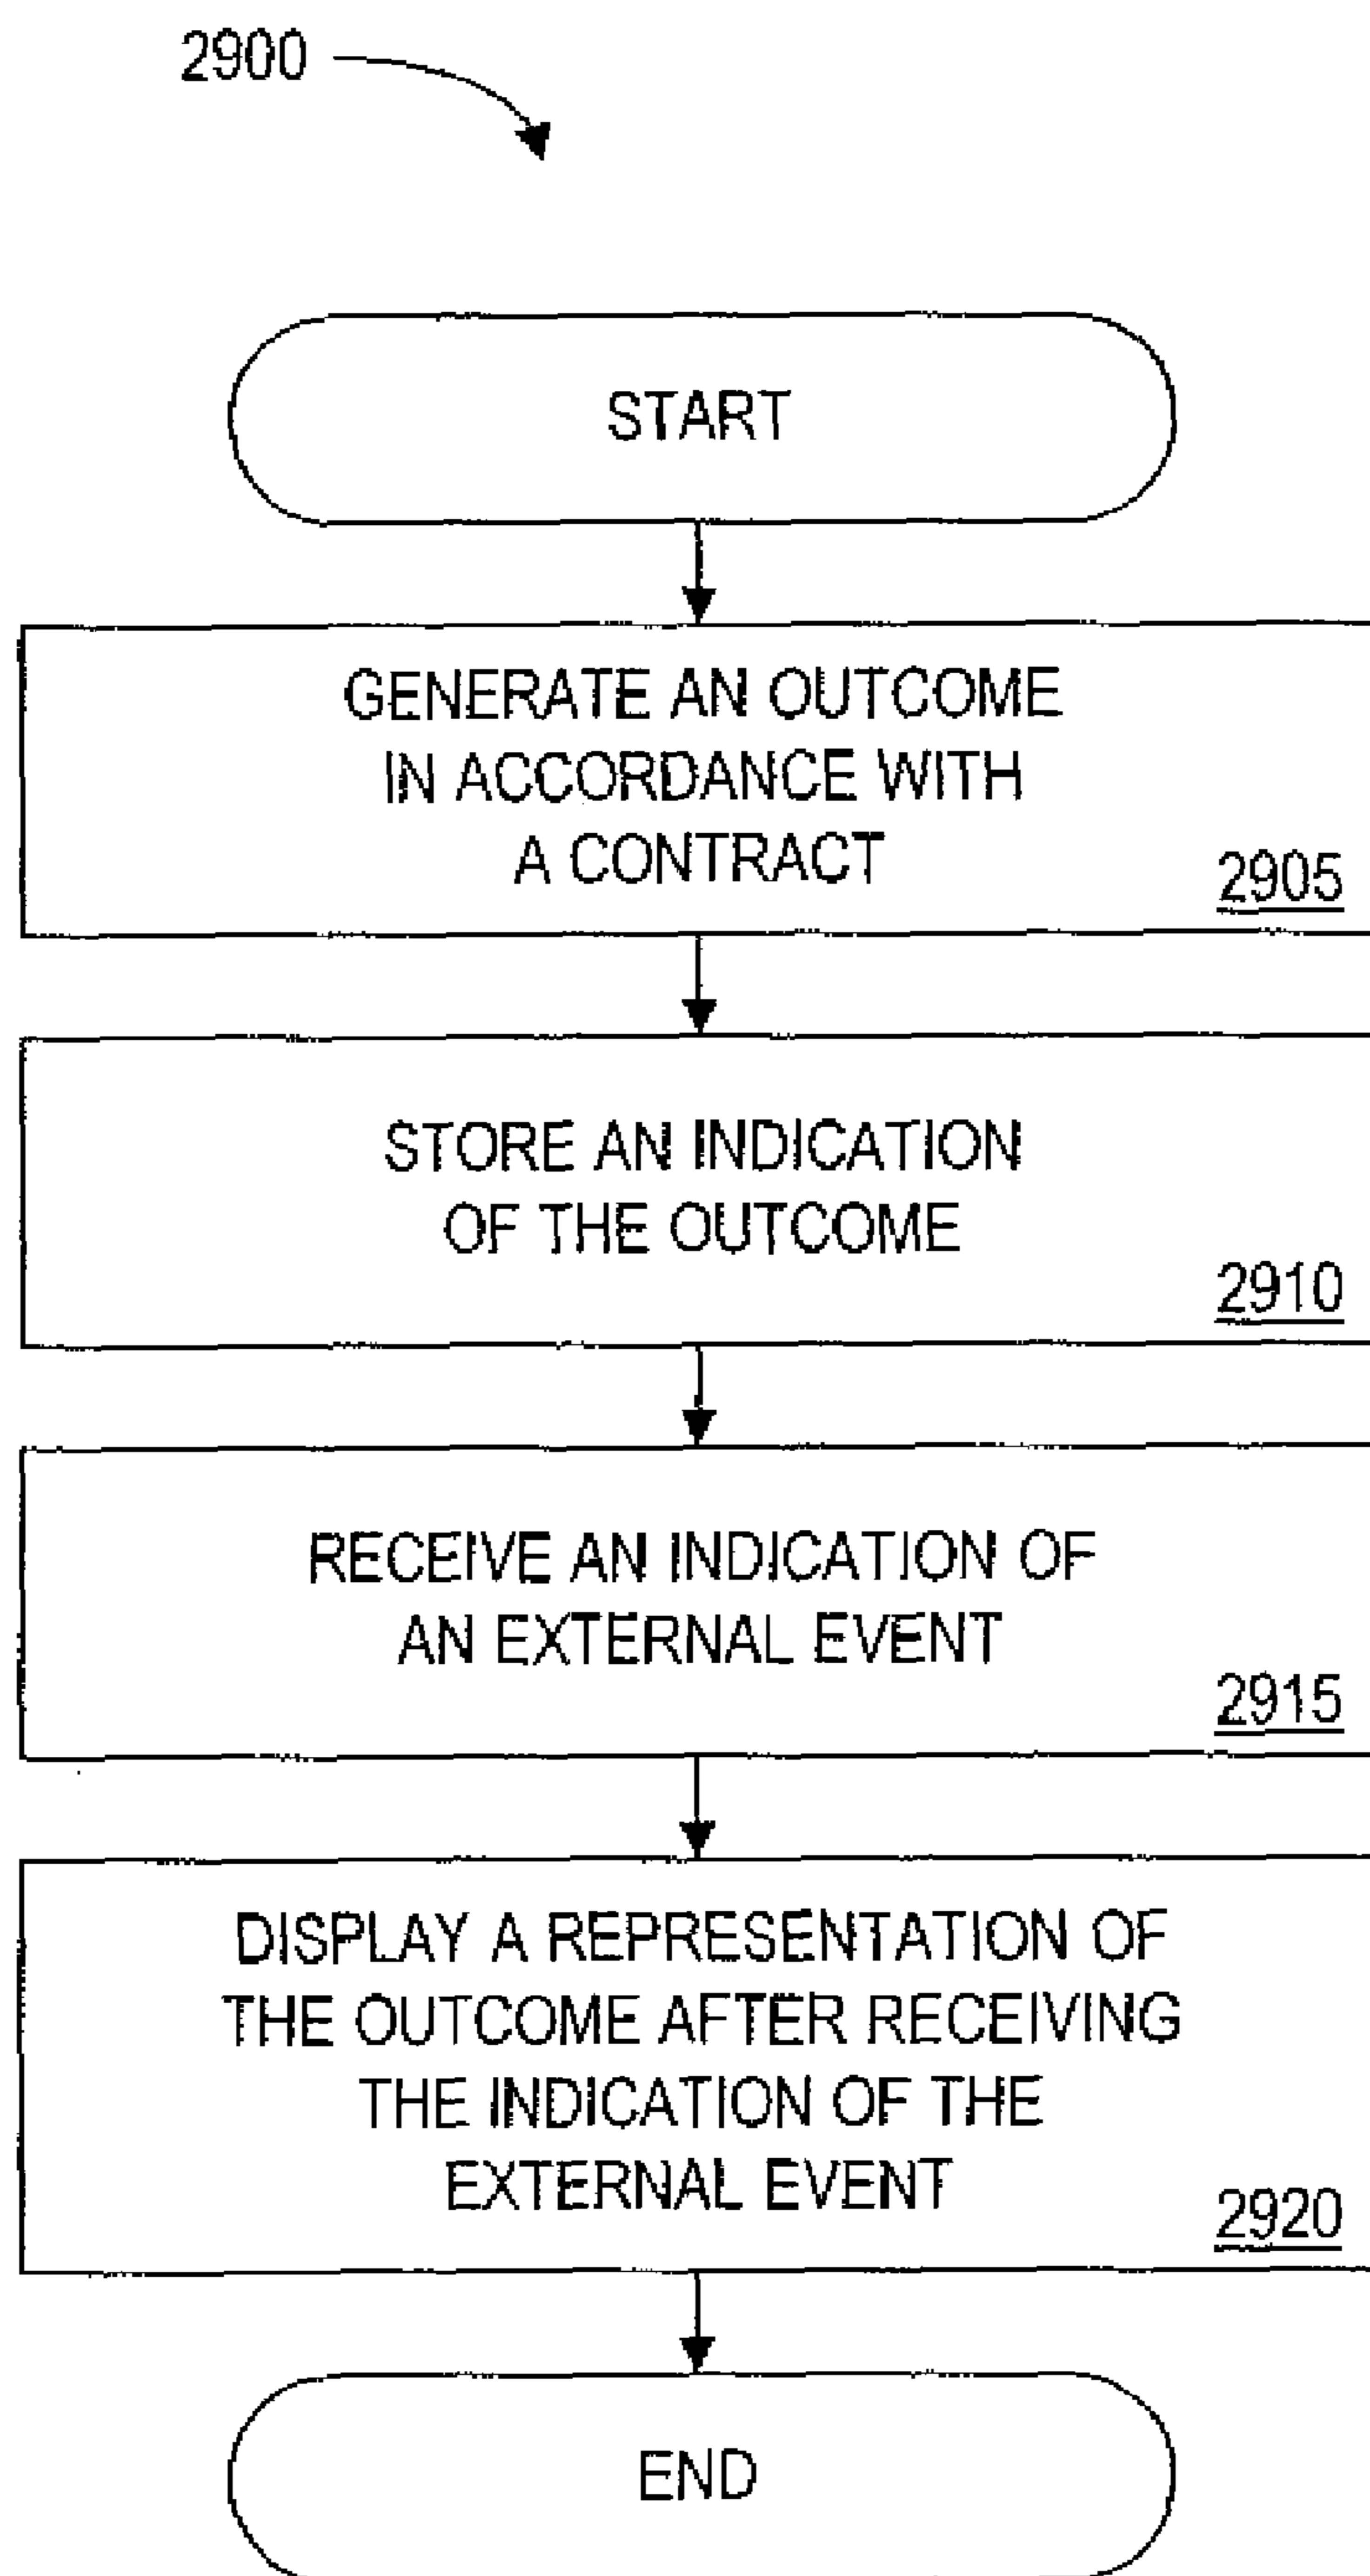 2900
START
GENERATE AN OUTCOME
IN ACCORDANCE WITH
A CONTRACT
2905
STORE AN INDICATION
OF THE OUTCOME
2910
RECEIVE AN INDICATION OF
AN EXTERNAL EVENT
2915
DISPLAY A REPRESENTATION OF
THE OUTCOME AFTER RECEIVING
THE INDICATION OF THE
EXTERNAL EVENT
2920
END